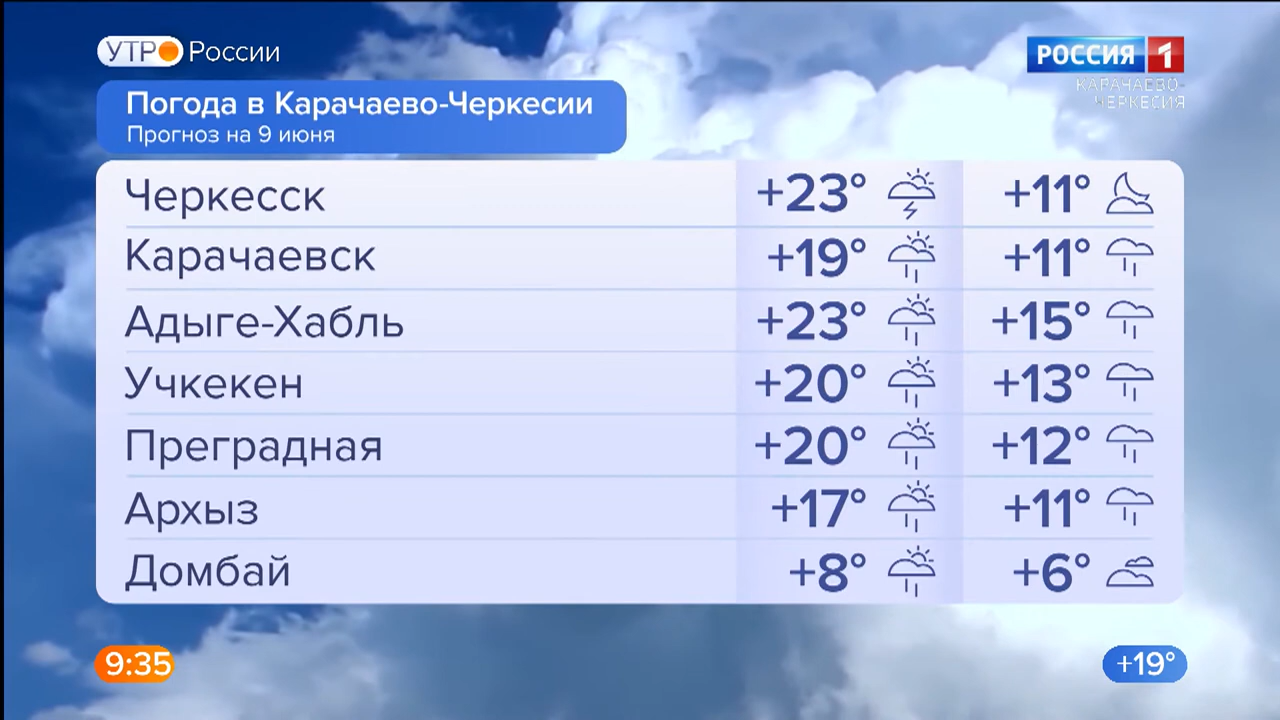 УТРО России
РОССИЯ 1
КАРАЧАЕВО-
ЧЕРКЕСИЯ
Погода в Карачаево-Черкесии
Прогноз на 9 июня
Черкесск +23° +11°
Карачаевск +19° +11°
Адыге-Хабль +23° +15°
Учкекен +20° +13°
Преградная +20° +12°
Архыз +17° +11°
Домбай +8° +6°
9:35
+19°